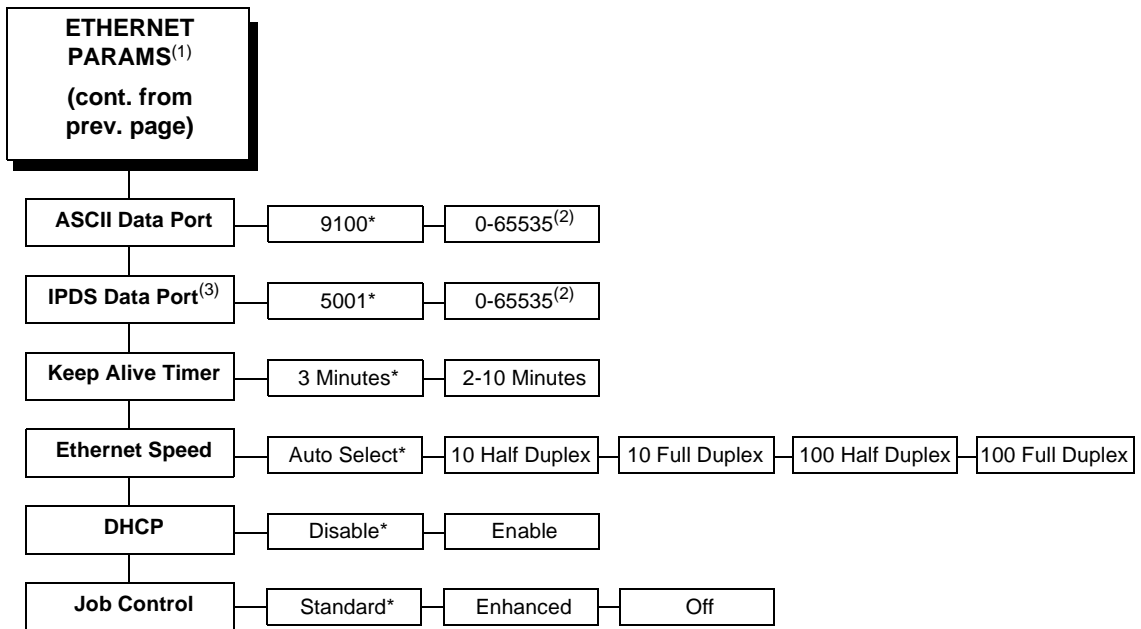 ETHERNET
PARAMS(1)
(cont. from
prev. page)
ASCII Data Port 9100* 0-65535(2)
IPDS Data Port(3) 5001* 0-65535(2)
Keep Alive Timer 3 Minutes* 2-10 Minutes
Ethernet Speed Auto Select* 10 Half Duplex 10 Full Duplex 100 Half Duplex 100 Full Duplex
DHCP Disable* Enable
Job Control Standard* Enhanced Off